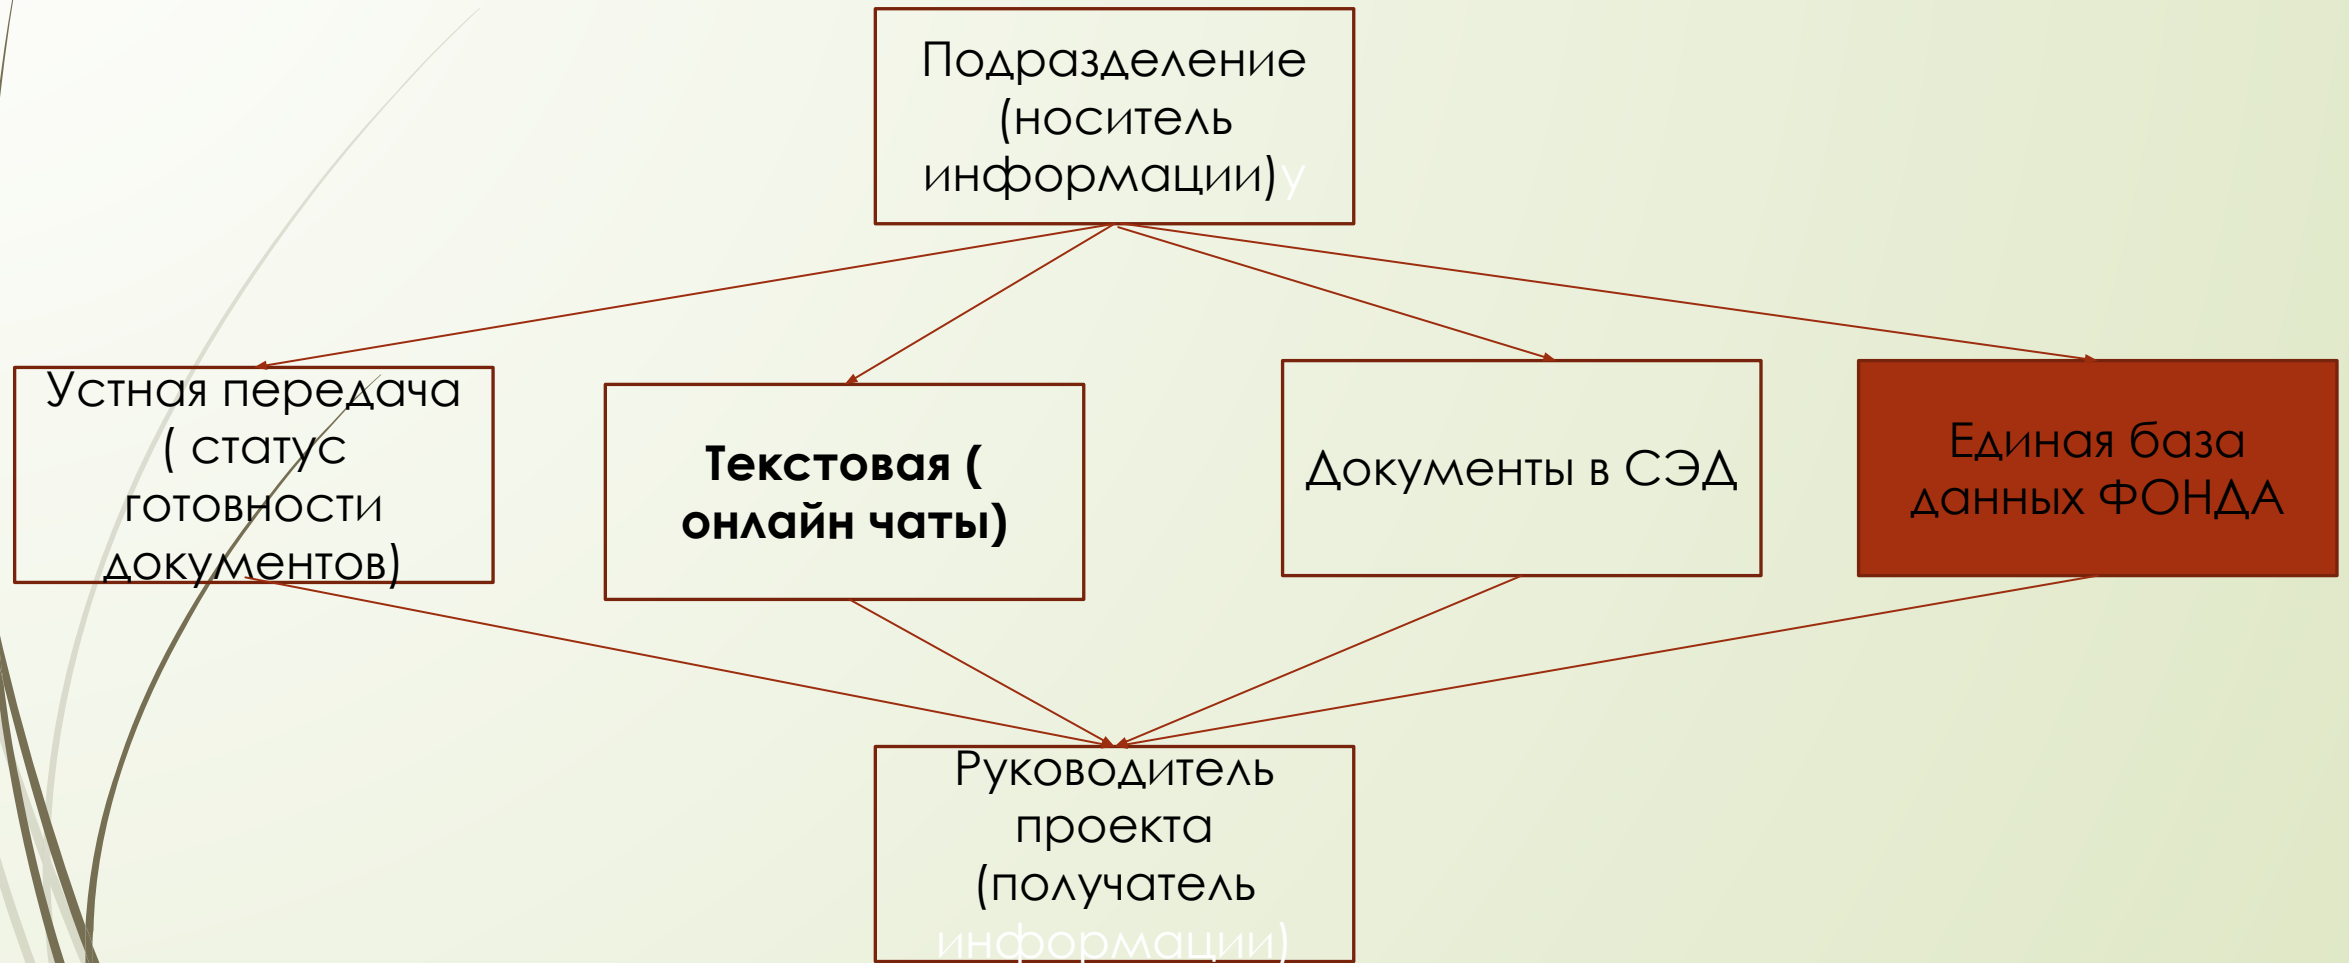 Подразделение
(носитель
информации)у
Устная передача
( статус
готовности
документов)
Текстовая (
онлайн чаты)
Документы в СЭД
Единая база
данных ФОНДА
Руководитель
проекта
(получатель
информации)